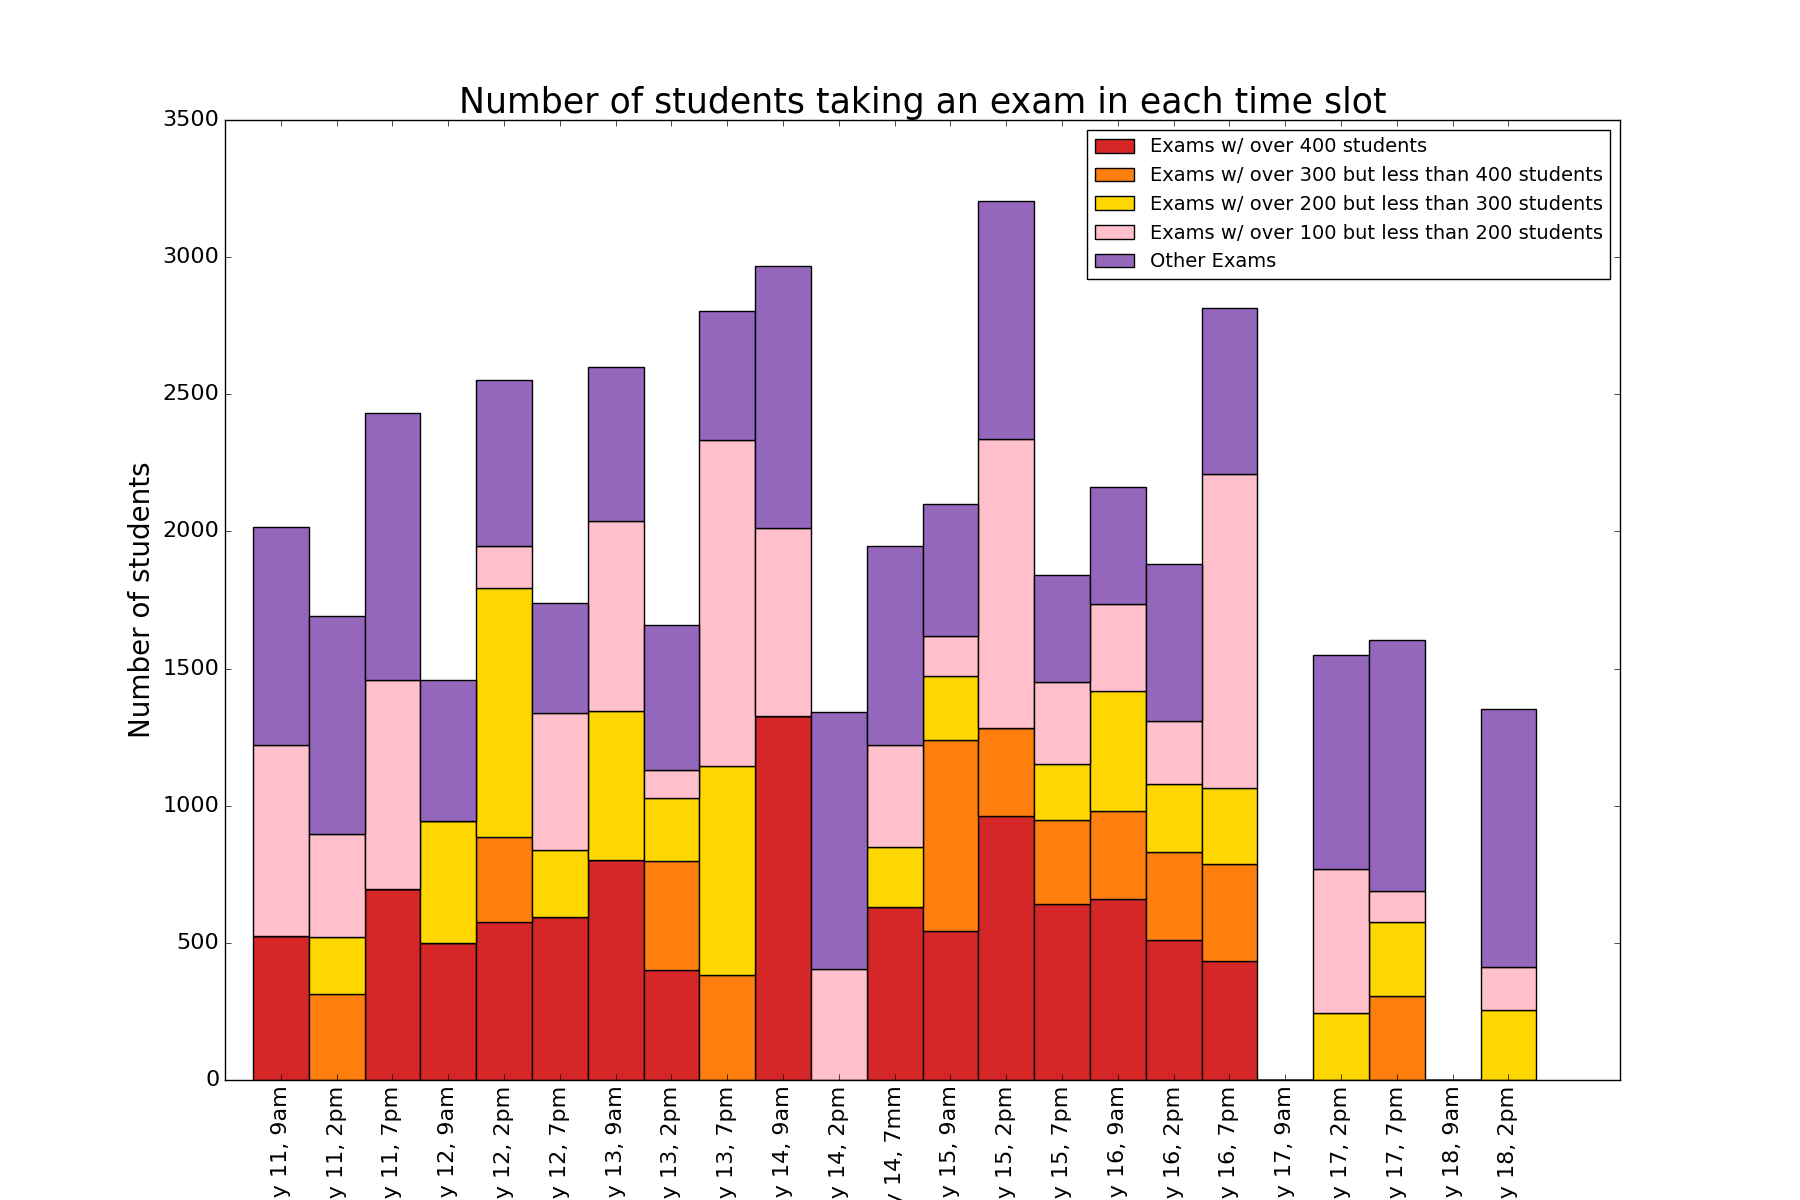 Number of students taking an exam in each time slot
Exams w/ over 400 students
Exams w/ over 300 but less than 400 students
Exams w/ over 200 but less than 300 students
Exams w/ over 100 but less than 200 students
Other Exams
Number of students
3500
3000
2500
2000
1500
1000
500
0
y 11, 9am
y 11, 2pm
y 11, 7pm
y 12, 9am
y 12, 2pm
y 12, 7pm
y 13, 9am
y 13, 2pm
y 13, 7pm
y 14, 9am
y 14, 2pm
y 14, 7mm
y 15, 9am
y 15, 2pm
y 15, 7pm
y 16, 9am
y 16, 2pm
y 16, 7pm
y 17, 9am
y 17, 2pm
y 17, 7pm
y 18, 9am
y 18, 2pm